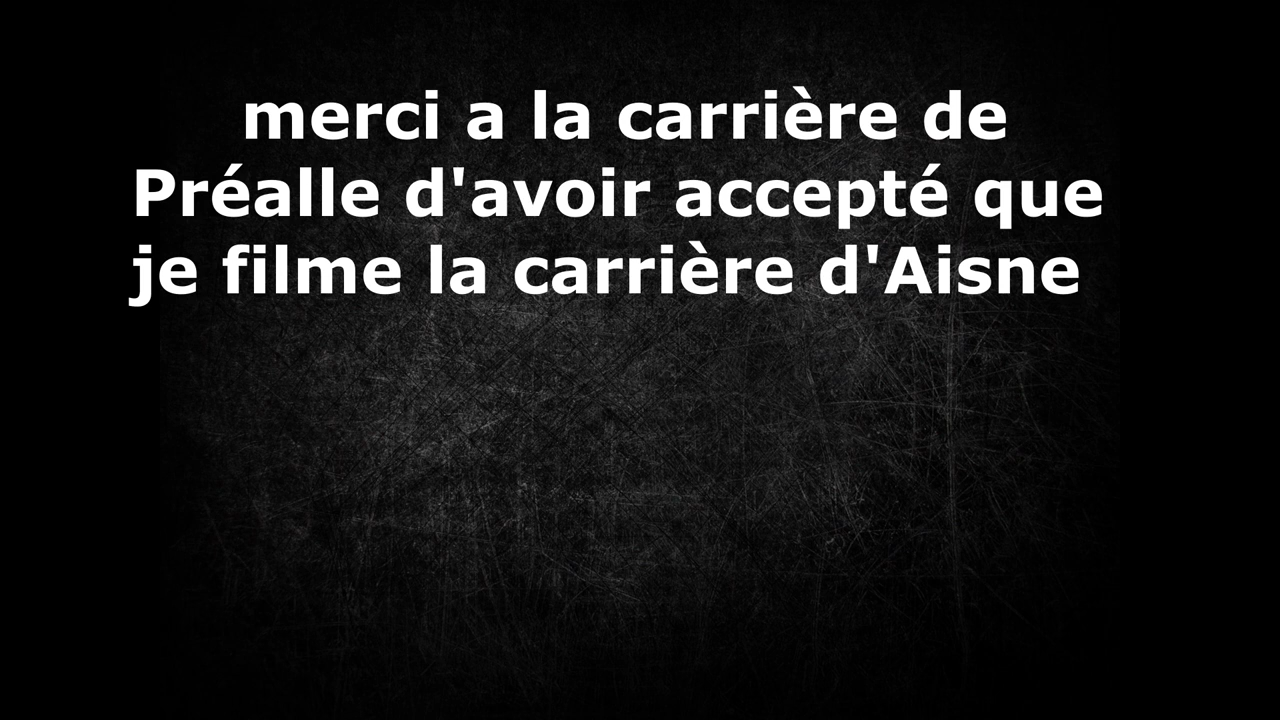 merci a la carrière de
Préalle d'avoir accepté que
je filme la carrière d'Aisne